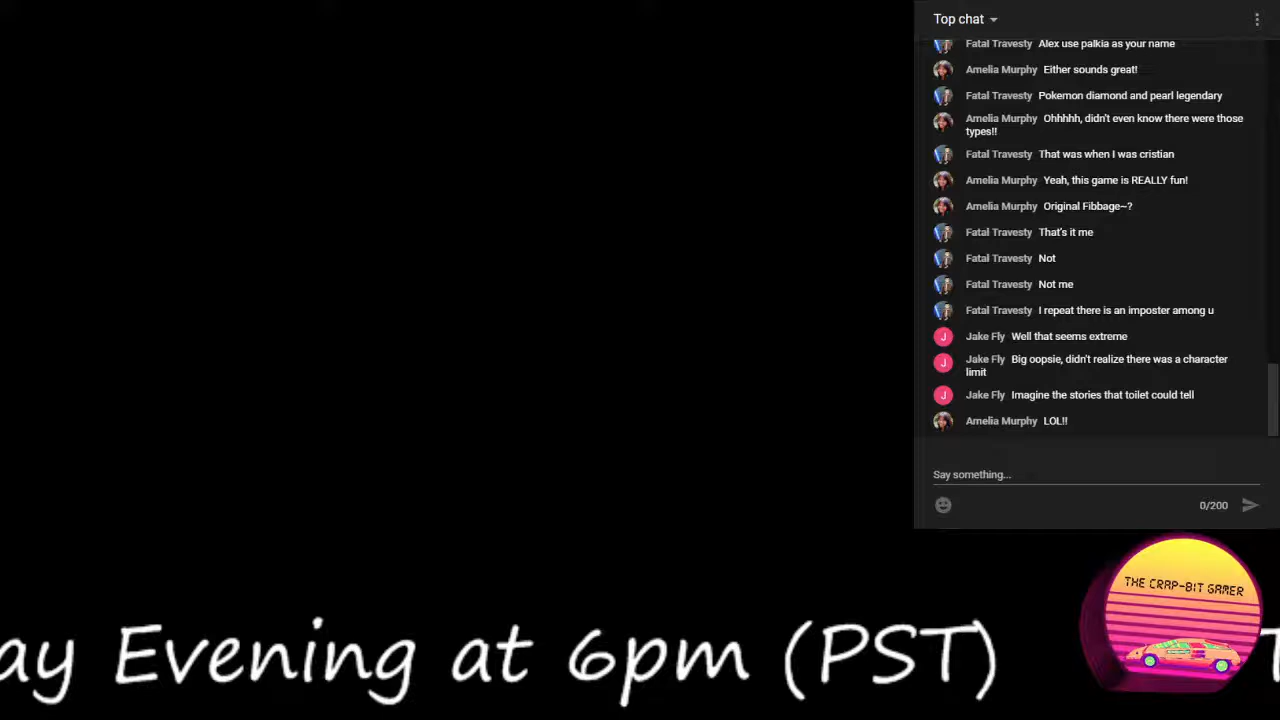 Top chat
Fatal Travesty Alex use palkia as your name
Amelia Murphy Either sounds great!
Fatal Travesty Pokemon diamond and pearl legendary
Amelia Murphy Ohhhhh, didn't even know there were those
types!!
Fatal Travesty That was when I was cristian
Amelia Murphy Yeah, this game is REALLY fun!
Amelia Murphy Original Fibbage~?
Fatal Travesty That's it me
Fatal Travesty Not
Fatal Travesty Not me
Fatal Travesty I repeat there is an imposter among u
J Jake Fly Well that seems extreme
J Jake Fly Big oopsie, didn't realize there was a character
limit
J Jake Fly Imagine the stories that toilet could tell
Amelia Murphy LOL!!
Say something...
0/200
THE CRAP-BIT GAMER
ay Evening at 6pm (PST) T